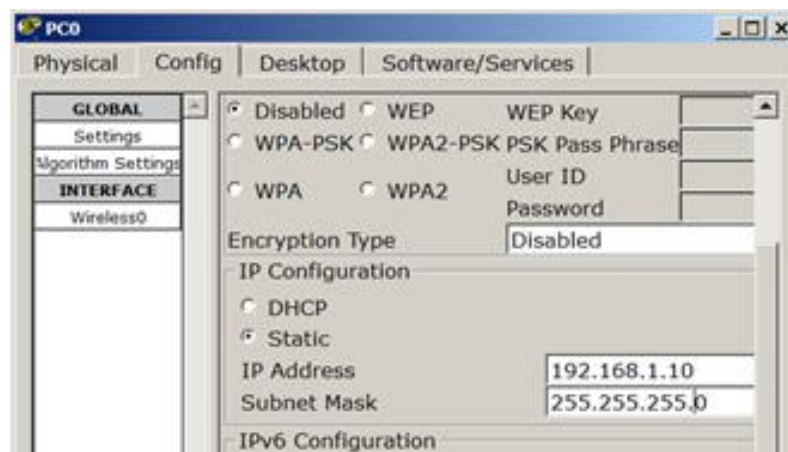 PC0
Physical Config Desktop Software/Services
GLOBAL
Settings
Algorithm Settings
INTERFACE
Wireless0
Disabled WEP WEP Key
WPA-PSK WPA2-PSK PSK Pass Phrase
User ID
WPA WPA2
Password
Encryption Type Disabled
IP Configuration
DHCP
Static
IP Address 192.168.1.10
Subnet Mask 255.255.255.0
IPv6 Configuration